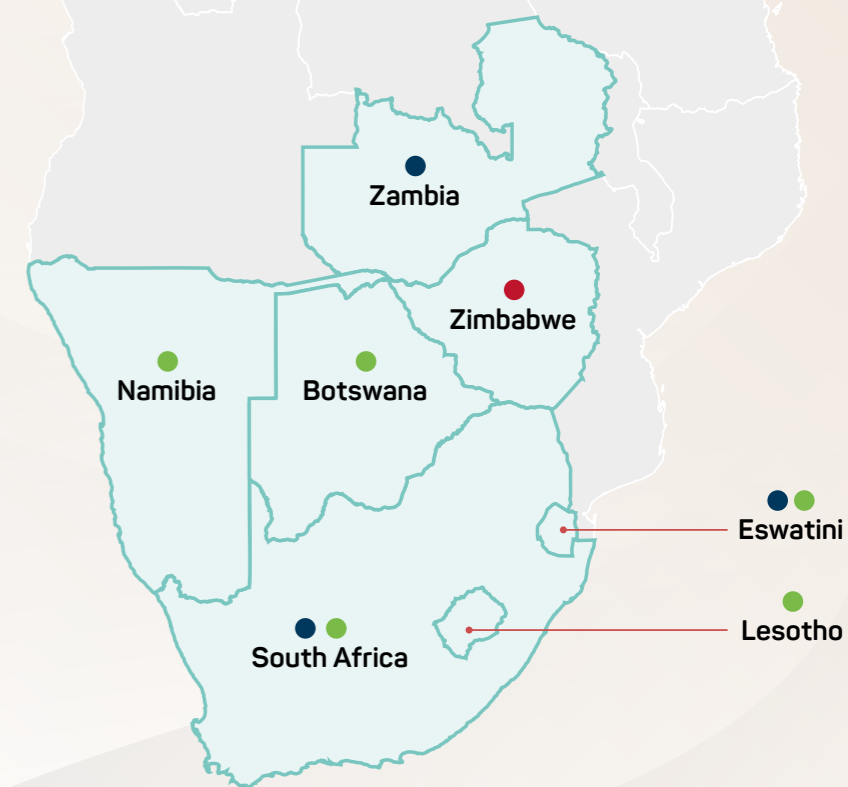 Zambia
Zimbabwe
Namibia
Botswana
Eswatini
Lesotho
South Africa